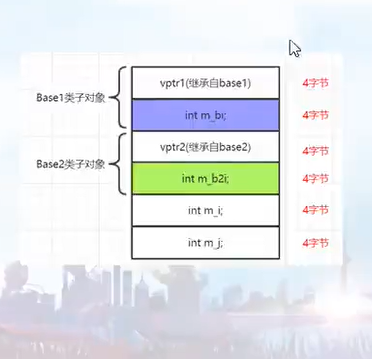 vptr1(继承自base1)
4字节
Base1类子对象
int m_bi;
4字节
vptr2(继承自base2)
4字节
Base2类子对象
int m_b2i;
4字节
int m_i;
4字节
int m_j;
4字节